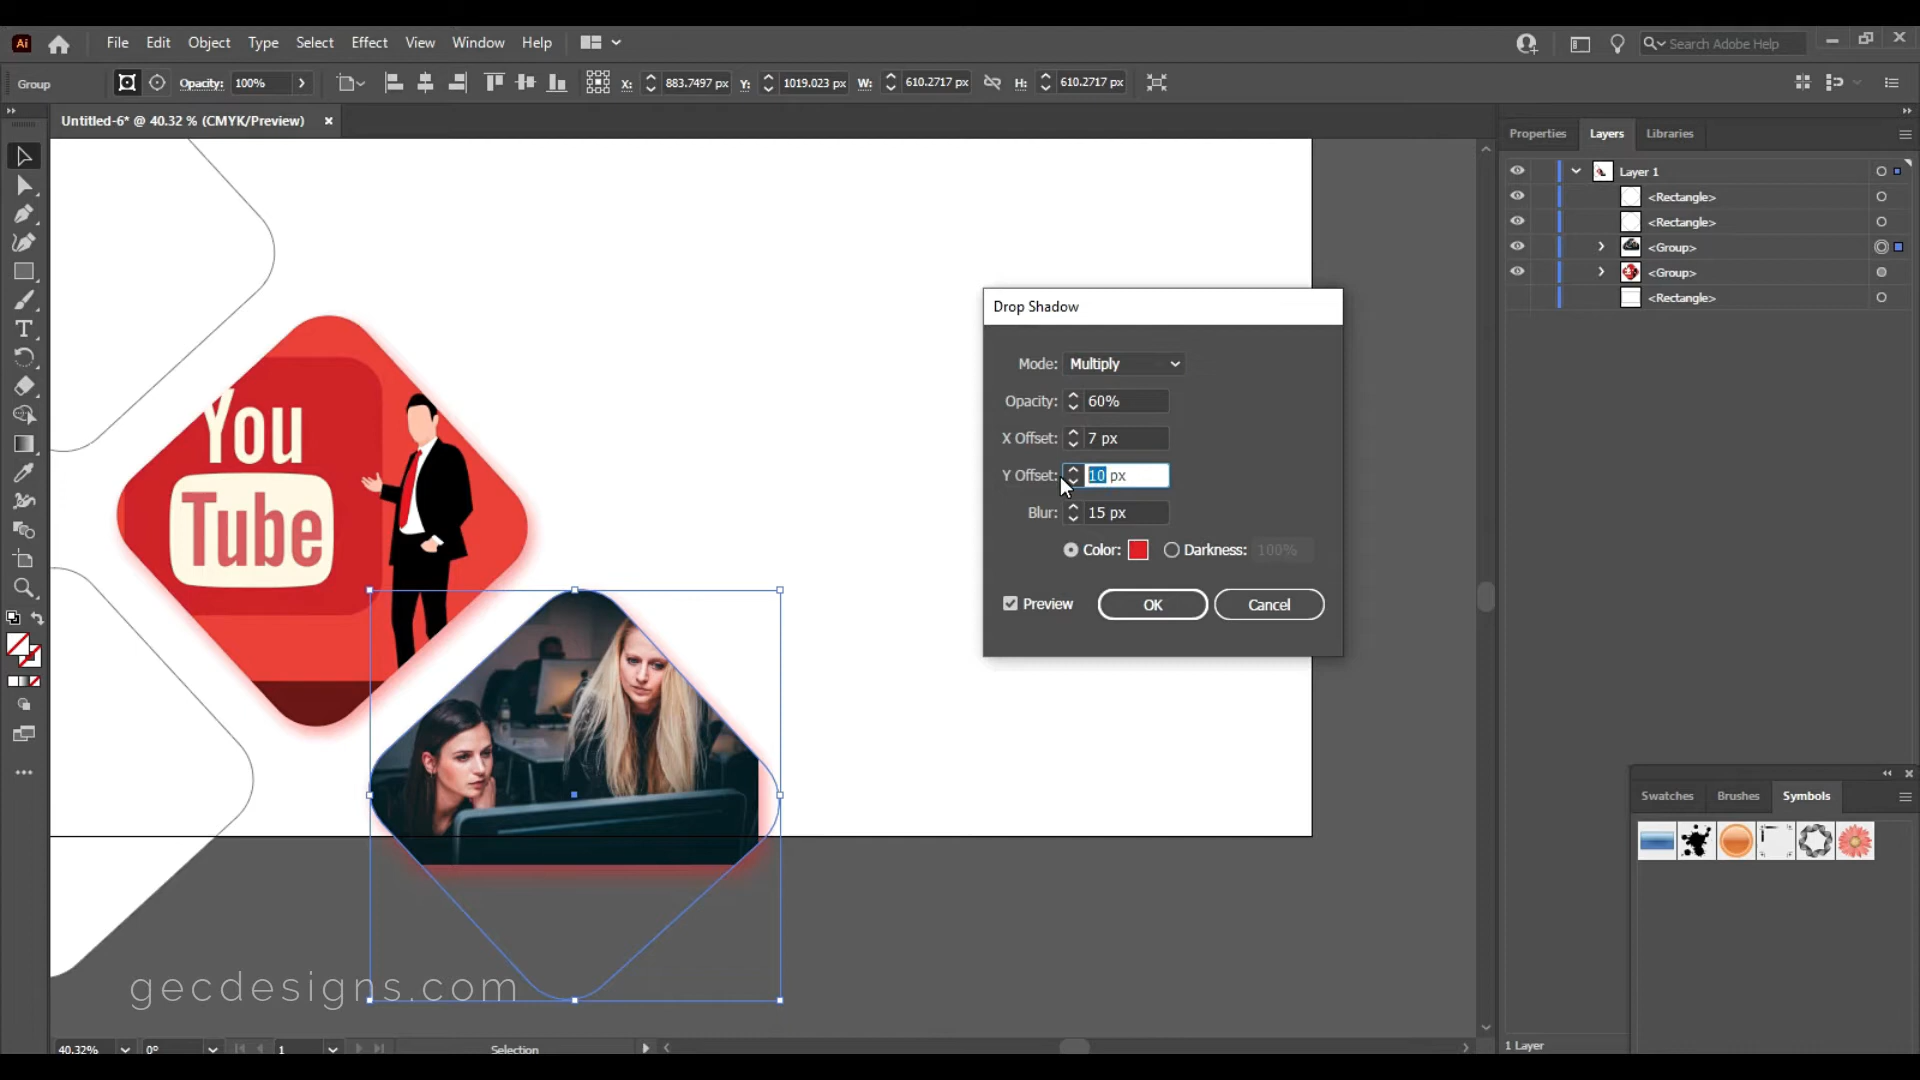 Ai File Edit Object Type Select Effect View Window Help Search Adobe Help
Group Opacity: 100% X: 883.7497 px Y: 1019.023 px W: 610.2717 px H: 610.2717 px
Untitled-6* @ 40.32 % (CMYK/Preview) ×
Properties Layers Libraries
Layer 1
<Rectangle>
<Rectangle>
<Group>
<Group>
<Rectangle>
Drop Shadow
Mode: Multiply
Opacity: 60%
X Offset: 7 px
Y Offset: 10 px
Blur: 15 px
Color: Darkness: 100%
Preview OK Cancel
You
Tube
Swatches Brushes Symbols
gecdesigns.com
40.32% 0° 1 Selection
1 Layer